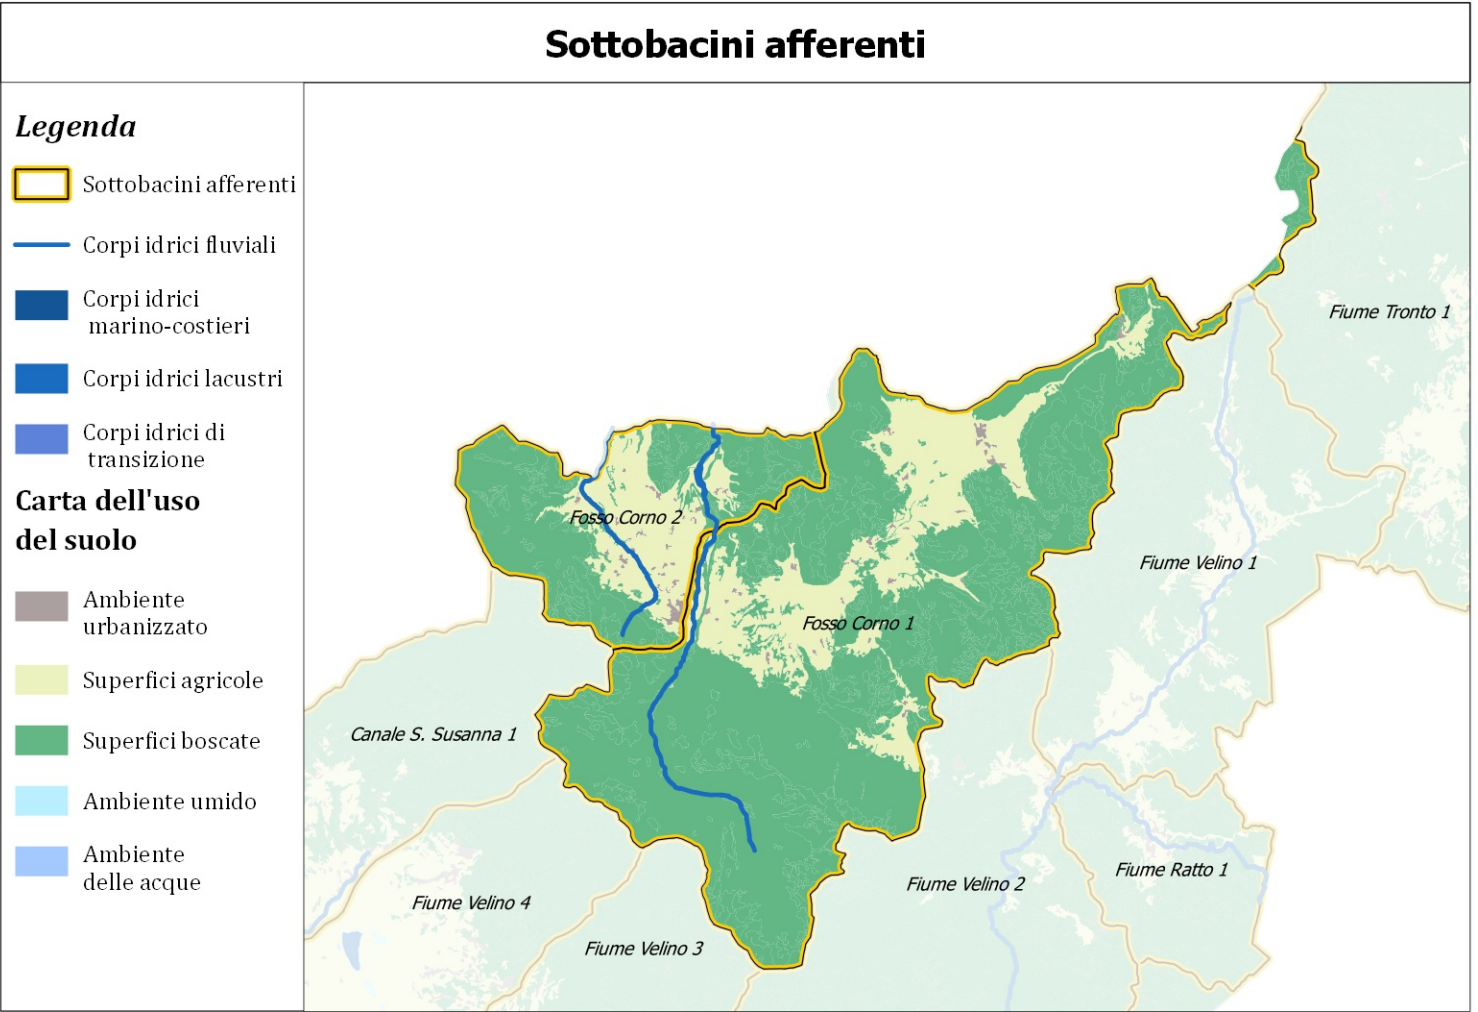 Sottobacini afferenti
Legenda
Sottobacini afferenti
Corpi idrici fluviali
Corpi idrici
marino-costieri
Corpi idrici lacustri
Corpi idrici di
transizione
Carta dell'uso
del suolo
Ambiente
urbanizzato
Superfici agricole
Superfici boscate
Ambiente umido
Ambiente
delle acque
Fiume Tronto 1
Fosso Corno 2
Fiume Velino 1
Fosso Corno 1
Canale S. Susanna 1
Fiume Ratto 1
Fiume Velino 2
Fiume Velino 4
Fiume Velino 3